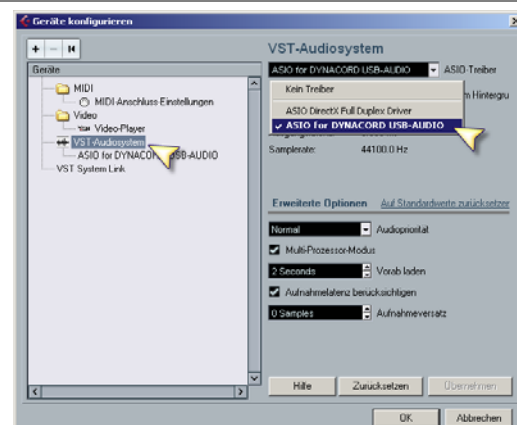 Geräte konfigurieren
Geräte
MIDI
MIDI-Anschluss-Einstellungen
Video
Video-Player
VST-Audiosystem
ASIO for DYNACORD USB-AUDIO
VST System Link
VST-Audiosystem
ASIO for DYNACORD USB-AUDIO ASIO-Treiber
Kein Treiber
m Hintergru
ASIO DirectX Full Duplex Driver
ASIO for DYNACORD USB-AUDIO
Samplerate: 44100.0 Hz
Erweiterte Optionen Auf Standardwerte zurücksetzen
Normal Audiopriorität
Multi-Prozessor-Modus
2 Seconds Vorab laden
Aufnahmelatenz berücksichtigen
0 Samples Aufnahmeversatz
Hilfe Zurücksetzen Übernehmen
OK Abbrechen